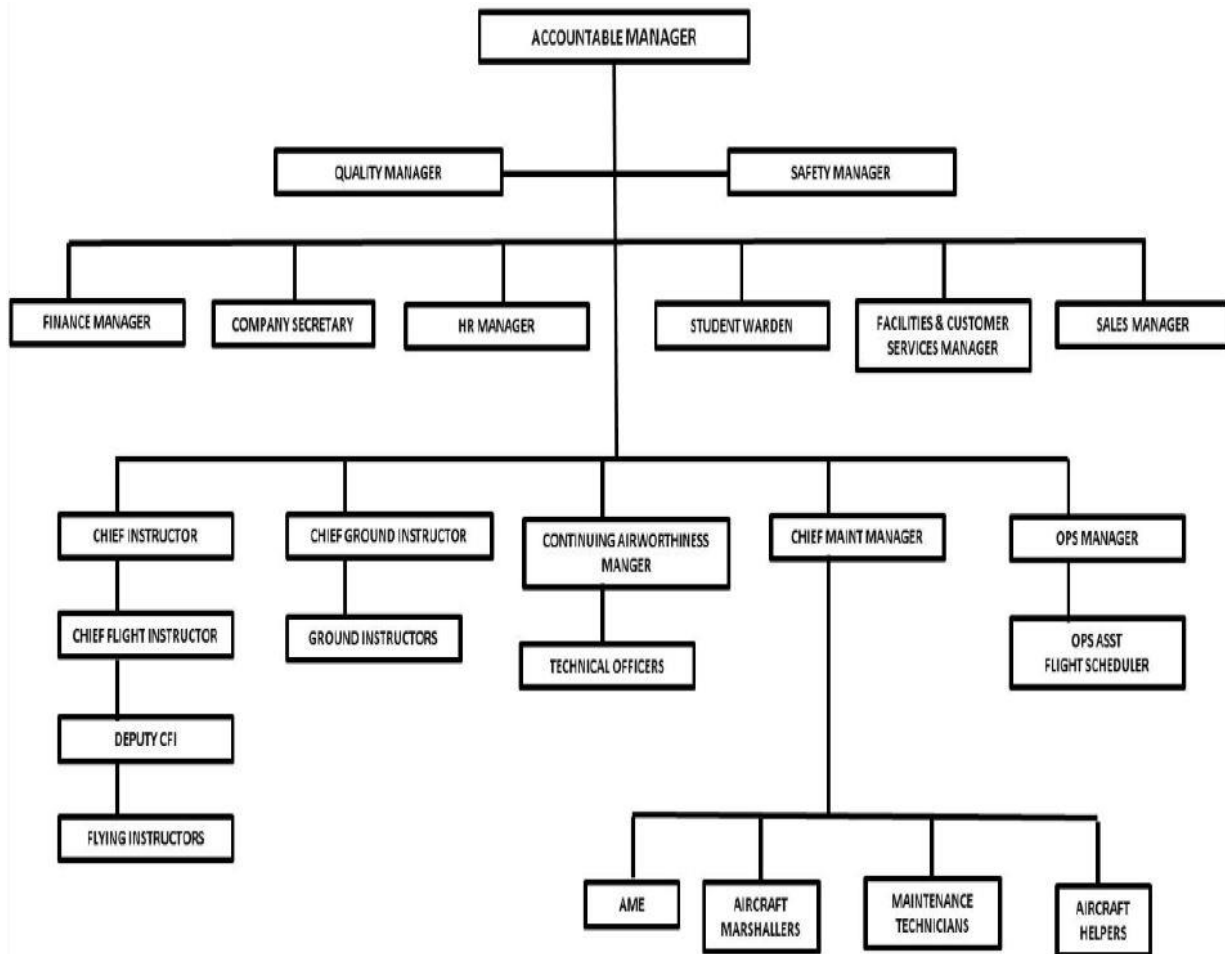 ACCOUNTABLE MANAGER
QUALITY MANAGER
SAFETY MANAGER
FINANCE MANAGER
COMPANY SECRETARY
HR MANAGER
STUDENT WARDEN
FACILITIES & CUSTOMER
SERVICES MANAGER
SALES MANAGER
CHIEF INSTRUCTOR
CHIEF GROUND INSTRUCTOR
CONTINUING AIRWORTHINESS
MANGER
CHIEF MAINT MANAGER
OPS MANAGER
CHIEF FLIGHT INSTRUCTOR
GROUND INSTRUCTORS
TECHNICAL OFFICERS
OPS ASST
FLIGHT SCHEDULER
DEPUTY CFI
FLYING INSTRUCTORS
AME
AIRCRAFT
MARSHALLERS
MAINTENANCE
TECHNICIANS
AIRCRAFT
HELPERS